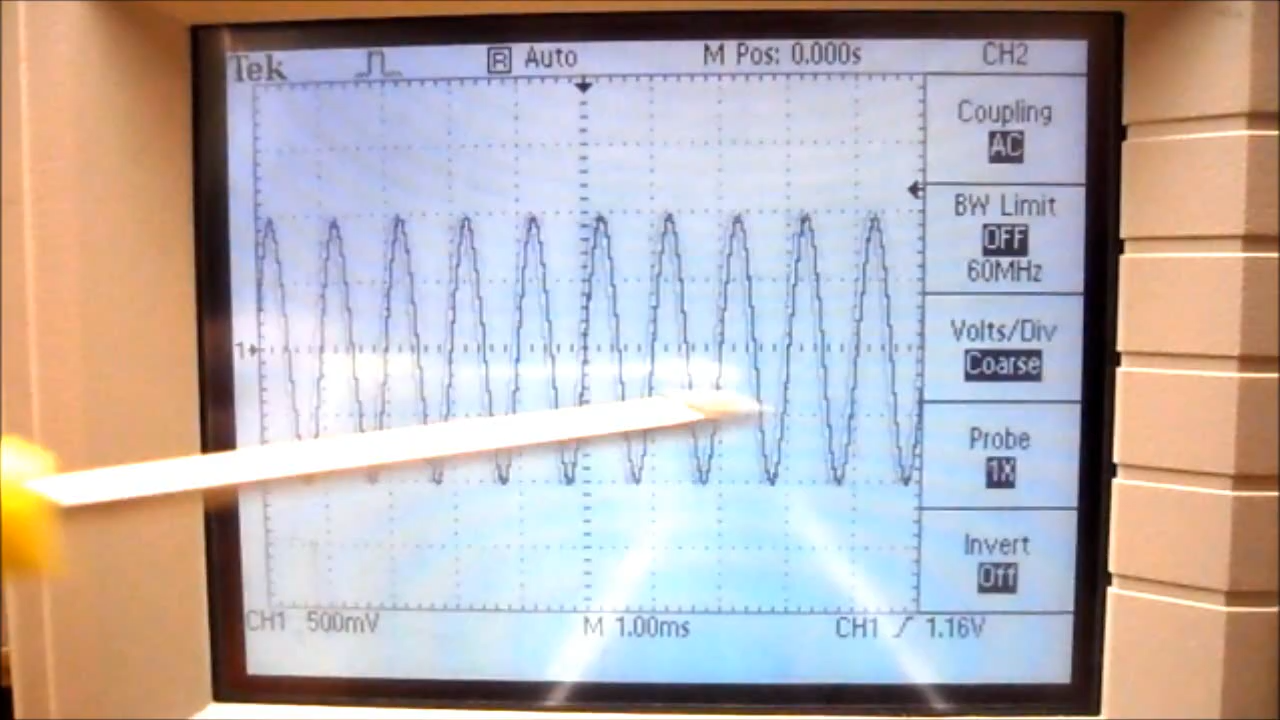 Tek R Auto M Pos: 0.000s CH2
Coupling
AC
BW Limit
OFF
60MHz
Volts/Div
Coarse
1
Probe
1X
Invert
Off
CH1 500mV M 1.00ms CH1 1.16V